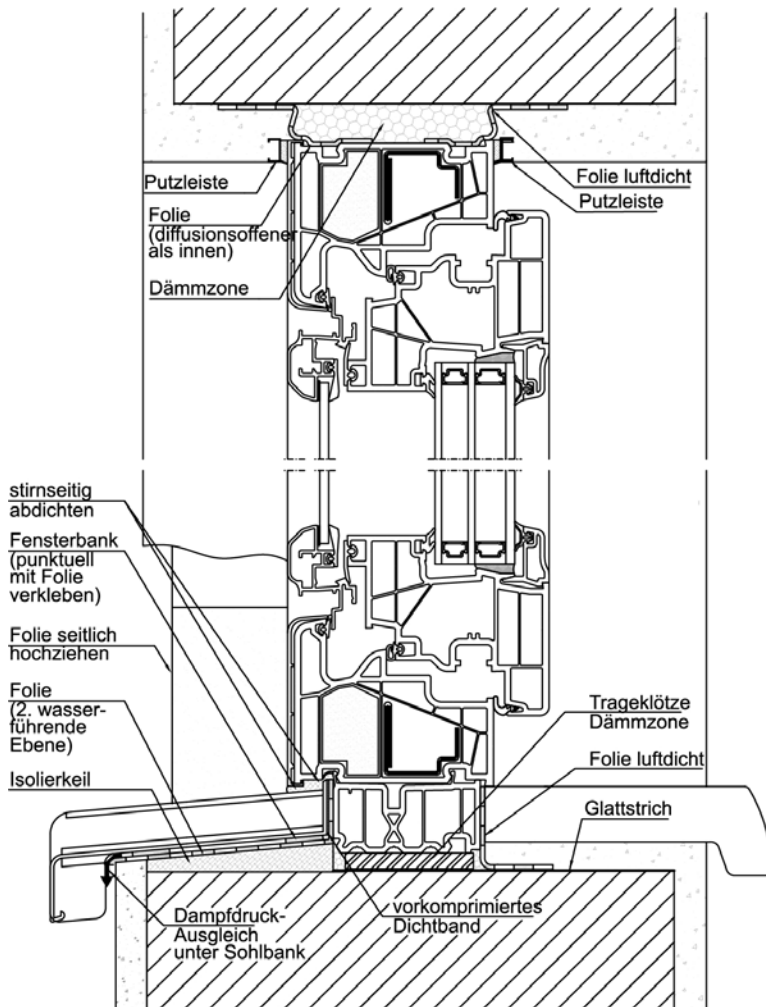 Putzleiste
Folie
(diffusionsoffener
als innen)
Dämmzone
Folie luftdicht
Putzleiste
stirnseitig
abdichten
Fensterbank
(punktuell
mit Folie
verkleben)
Folie seitlich
hochziehen
Folie
(2. wasser-
führende
Ebene)
Isolierkeil
Trageklötze
Dämmzone
Folie luftdicht
Glattstrich
Dampfdruck-
Ausgleich
unter Sohlbank
vorkomprimiertes
Dichtband